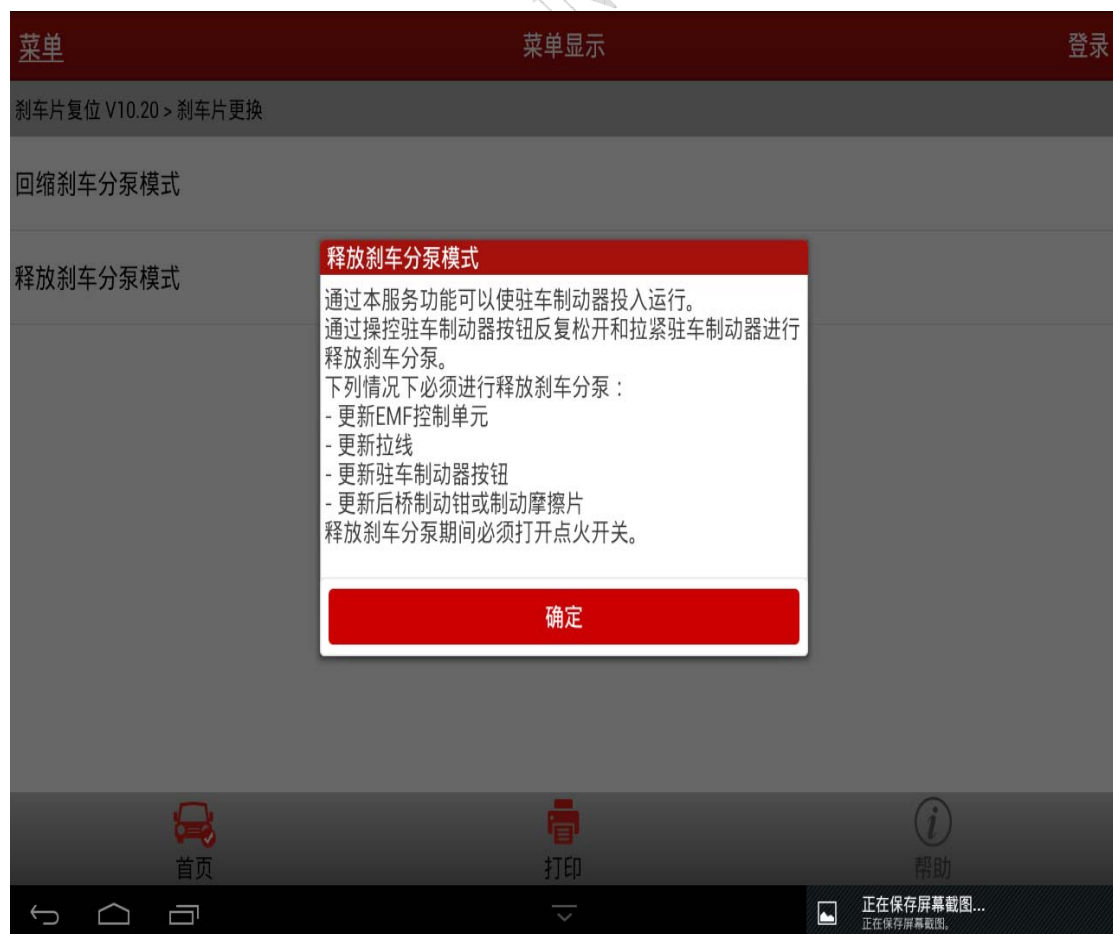 菜单 菜单显示 登录
刹车片复位 V10.20 > 刹车片更换
回缩刹车分泵模式
释放刹车分泵模式
释放刹车分泵模式
通过本服务功能可以使驻车制动器投入运行。
通过操控驻车制动器按钮反复松开和拉紧驻车制动器进行
释放刹车分泵。
下列情况下必须进行释放刹车分泵：
- 更新EMF控制单元
- 更新拉线
- 更新驻车制动器按钮
- 更新后桥制动钳或制动摩擦片
释放刹车分泵期间必须打开点火开关。
确定
首页 打印 帮助
正在保存屏幕截图...
正在保存屏幕截图。